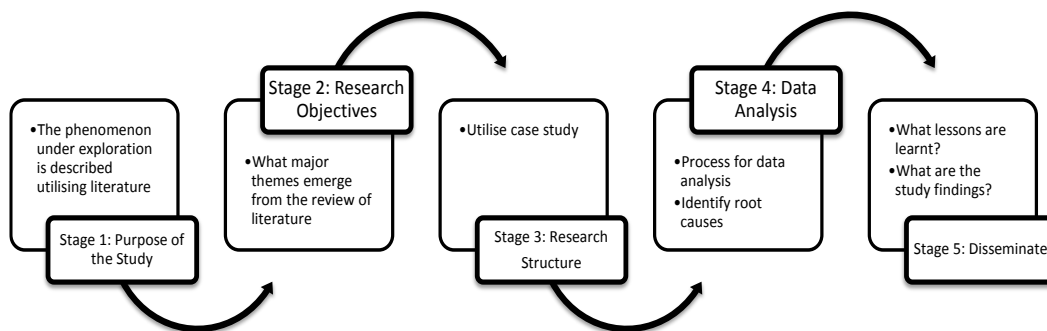 •The phenomenon
under exploration
is described
utilising literature
Stage 1: Purpose of
the Study
Stage 2: Research
Objectives
•What major
themes emerge
from the review of
literature
•Utilise case study
Stage 3: Research
Structure
Stage 4: Data
Analysis
•Process for data
analysis
•Identify root
causes
•What lessons are
learnt?
•What are the
study findings?
Stage 5: Disseminate